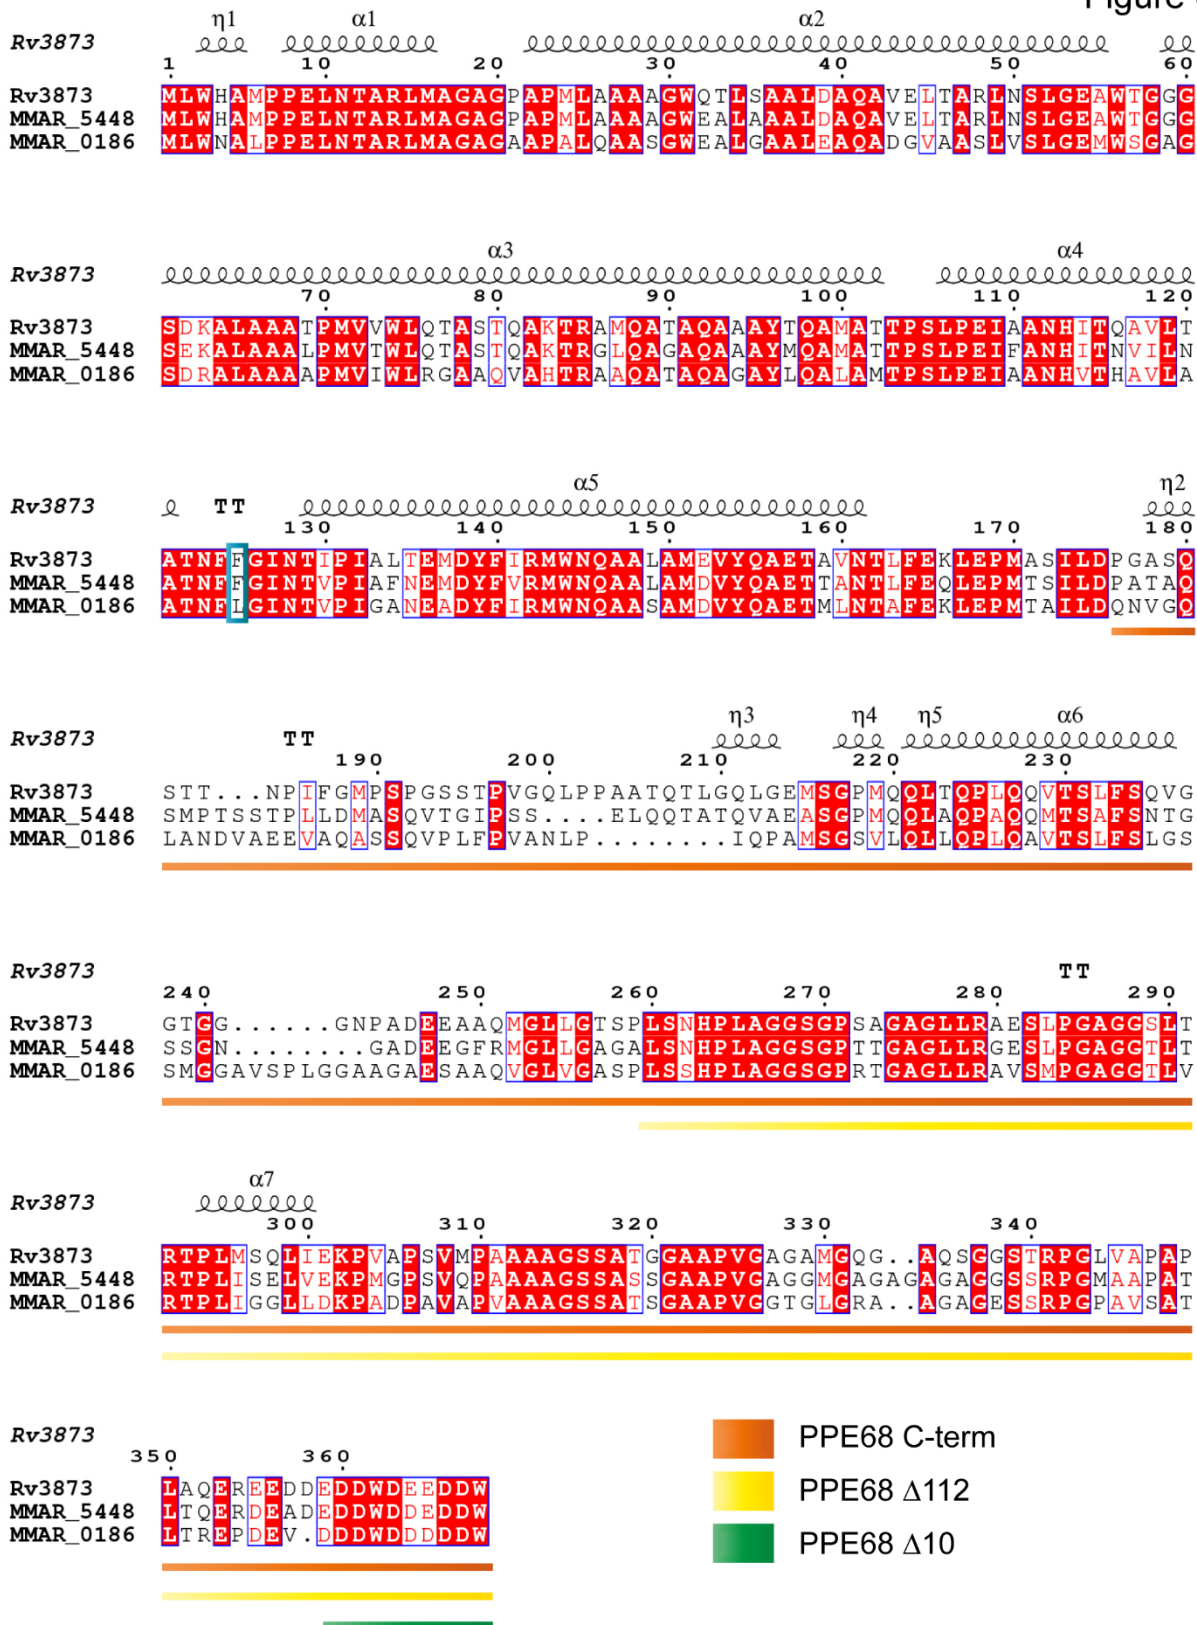 Figure
Rv3873 η1 α1 α2
1 10 20 30 40 50 60
Rv3873 MLWHAMPPELNTARLMAGAGPAPMLAAAAGWQTLSAALDAQAVELTARLNSLGEAWTGGG
MMAR_5448 MLWHAMPPELNTARLMAGAGPAPMLAAAAGWEALAAALDAQAVELTARLNSLGEAWTGGG
MMAR_0186 MLWNALPPELNTARLMAGAGAAPALQAASGWEALGAALEAQADGVAASLVSLGEMWSGAG
Rv3873 α3 α4
70 80 90 100 110 120
Rv3873 SDKALAAATPMVVWLQTASTQAKTRAMQATAQAAAYTQAMATTPSLPEIAANHITQAVLT
MMAR_5448 SEKALAAALPMVTWLQTASTQAKTRGLQAGAQAAAYMQAMATTPSLPEIFANHITNVILN
MMAR_0186 SDRALAAAAPMVIWLRGAAQVAHTRAAQATAQAGAYLQALAMTPSLPEIAANHVTHAVLA
Rv3873 TT α5 η2
130 140 150 160 170 180
Rv3873 ATNFFGINTIPIALTEMDYFIRMWNQAALAMEVYQAETAVNTLFEKLEPMASILDPGASQ
MMAR_5448 ATNFFGINTVPIAFNEMDYFVRMWNQAALAMDVYQAETTANTLFEQLEPMTSILDPATAQ
MMAR_0186 ATNFLGINTVPIGANEADYFIRMWNQAASAMDVYQAETMLNTAFEKLEPMTAILDQNVGQ
Rv3873 TT η3 η4 η5 α6
190 200 210 220 230
Rv3873 STT...NPIFGMPSPGSSTPVGQLPPAATQTLGQLGEMSGPMQQLTQPLQQVTSLFSQVG
MMAR_5448 SMPTSSTPLLDMASQVTGIPSS....ELQQTATQVAEASGPMQQLAQPAQQMTSAFSNTG
MMAR_0186 LANDVAEEVAQASSQVPLFPVANLP........IQPAMSGSVLQLLQPLQAVTSLFSLGS
Rv3873 TT
240 250 260 270 280 290
Rv3873 GTGG......GNPADEEAAQMGLLGTSPLSNHPLAGGSGPSAGAGLLRAESLPGAGGSLT
MMAR_5448 SSGN........GADEEGFRMGLLGAGALSNHPLAGGSGPTTGAGLLRGESLPGAGGTLT
MMAR_0186 SMGGAVSPLGGAAGAESAAQVGLVGASPLSSHPLAGGSGPRTGAGLLRAVSMPGAGGTLV
Rv3873 α7
300 310 320 330 340
Rv3873 RTPLMSQLIEKPVAPSVMPAAAAGSSATGGAAPVGAGAMGQG..AQSGGSTRPGLVAPAP
MMAR_5448 RTPLISELVEKPMGPSVQPAAAAGSSASSGAAPVGAGGMGAGAGAGAGGSSRPGMAAPAT
MMAR_0186 RTPLIGGLLDKPADPAVAPVAAAGSSATSGAAPVGGTGLGRA..AGAGESSRPGPAVSAT
Rv3873
350 360
Rv3873 LAQEREEDDEDDWDEEDDW
MMAR_5448 LTQERDEADEDDWDDEDDW
MMAR_0186 LTREPDEV.DDDWDDDDDW
PPE68 C-term
PPE68 Δ112
PPE68 Δ10